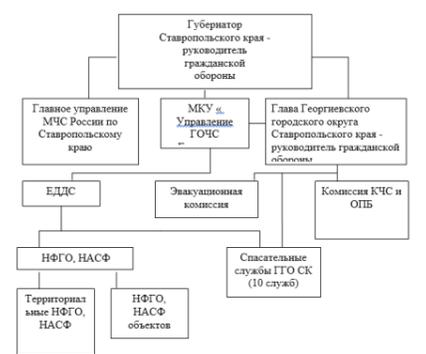 Губернатор
Ставропольского края -
руководитель
гражданской
обороны
Главное управление
МЧС России по
Ставропольскому
краю
МКУ «
Управление
ГОЧС
Глава Георгиевского
городского округа
Ставропольского края -
руководитель гражданской
обороны
ЕДДС
Эвакуационная
комиссия
Комиссия КЧС и
ОПБ
НФГО, НАСФ
Спасательные
службы ГГО СК
(10 служб)
Территориал
ьные НФГО,
НАСФ
НФГО,
НАСФ
объектов